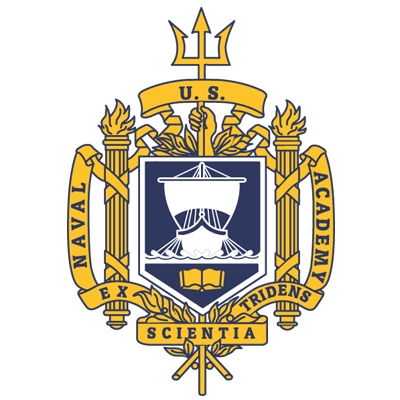 U. S.
NAVAL
ACADEMY
EX
SCIENTIA
TRIDENS